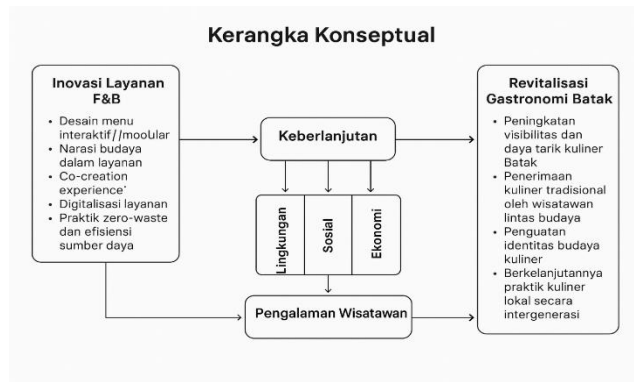 Kerangka Konseptual
Inovasi Layanan
F&B
• Desain menu
interaktif//mooUlar
• Narasi budaya
dalam layanan
• Co-creation
experience'
• Digitalisasi layanan
• Praktik zero-waste
dan efisiensi
sumber daya
Keberlanjutan
Lingkungan
Sosial
Ekonomi
Pengalaman Wisatawan
Revitalisasi
Gastronomi Batak
• Peningkatan
visibilitas dan
daya tarik kuliner
Batak
• Penerimaan
kuliner tradisional
oleh wisatawan
lintas budaya
• Penguatan
identitas budaya
kuliner
• Berkelanjutannya
praktik kuliner
lokal secara
intergenerasi